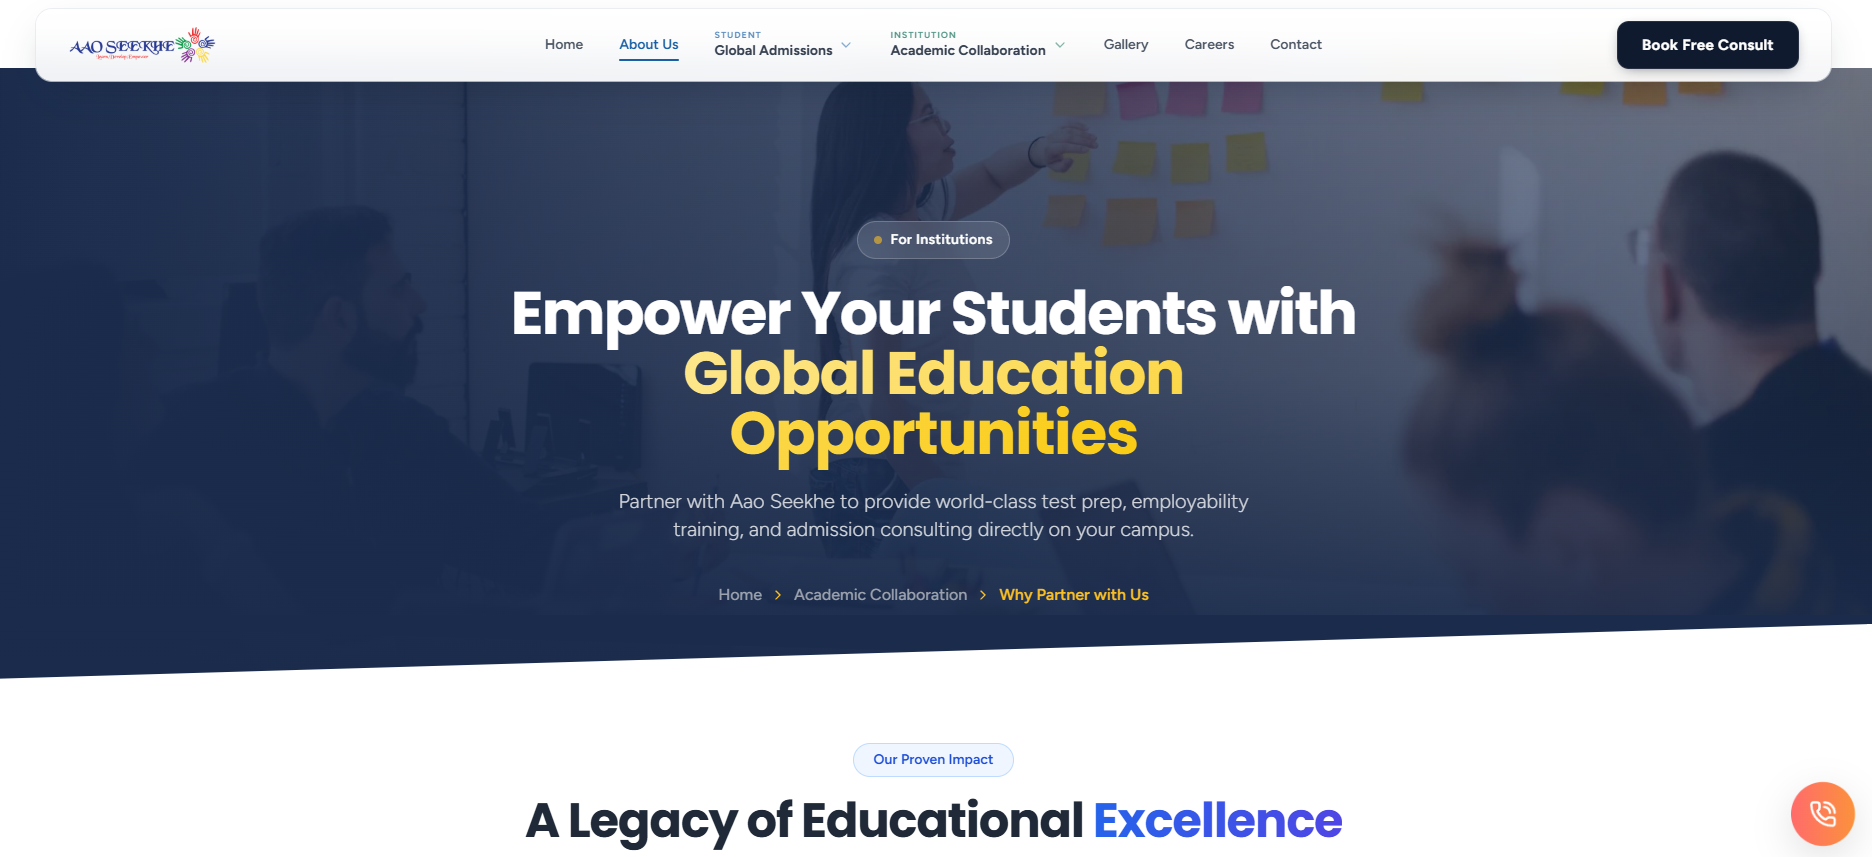 AAO SEEKHE
Learn | Develop | Empower
Home
About Us
STUDENT
Global Admissions
INSTITUTION
Academic Collaboration
Gallery
Careers
Contact
Book Free Consult
For Institutions
Empower Your Students with
Global Education
Opportunities
Partner with Aao Seekhe to provide world-class test prep, employability
training, and admission consulting directly on your campus.
Home > Academic Collaboration > Why Partner with Us
Our Proven Impact
A Legacy of Educational Excellence